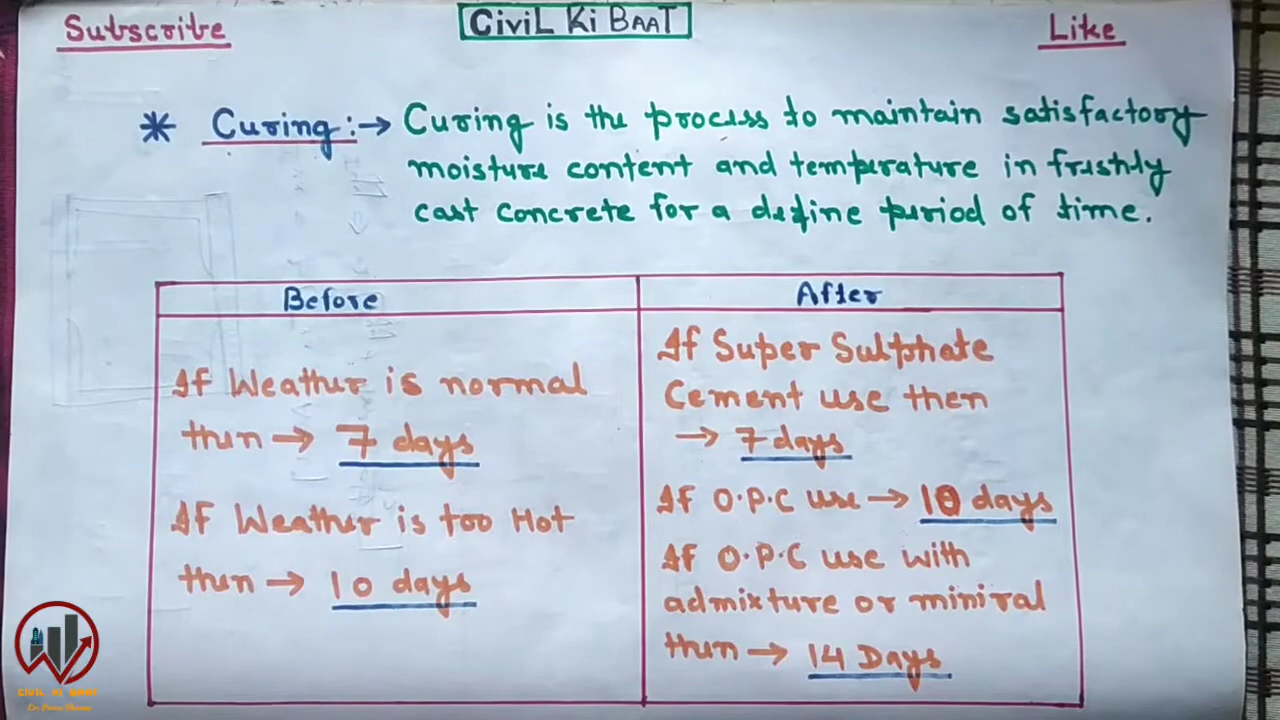 Subscribe
CiviL Ki BAAT
Like
* Curing :→ Curing is the process to maintain satisfactory
moisture content and temperature in freshly
cast concrete for a define period of time.
Before
If Weather is normal
then → 7 days
If Weather is too Hot
then → 10 days
After
If Super Sulphate
Cement use then
→ 7 days
If O.P.C use → 10 days
If O.P.C use with
admixture or miniral
then → 14 Days
CIVIL KI BAAT